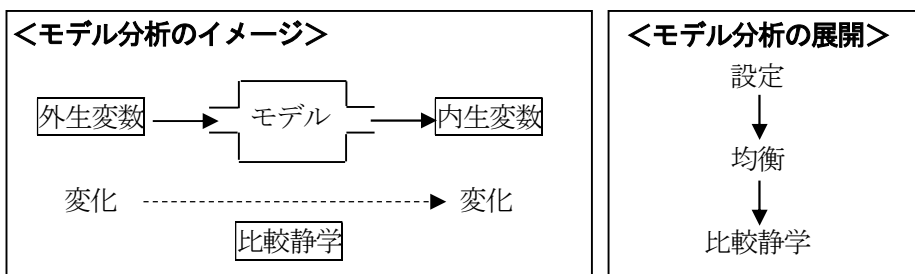 <モデル分析のイメージ>
外生変数 モデル 内生変数
変化 変化
比較静学
<モデル分析の展開>
設定
均衡
比較静学